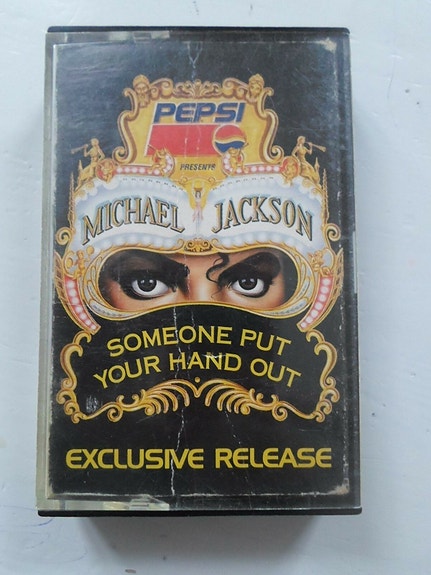 PEPSI
PRESENTS
MICHAEL JACKSON
SOMEONE PUT
YOUR HAND OUT
EXCLUSIVE RELEASE